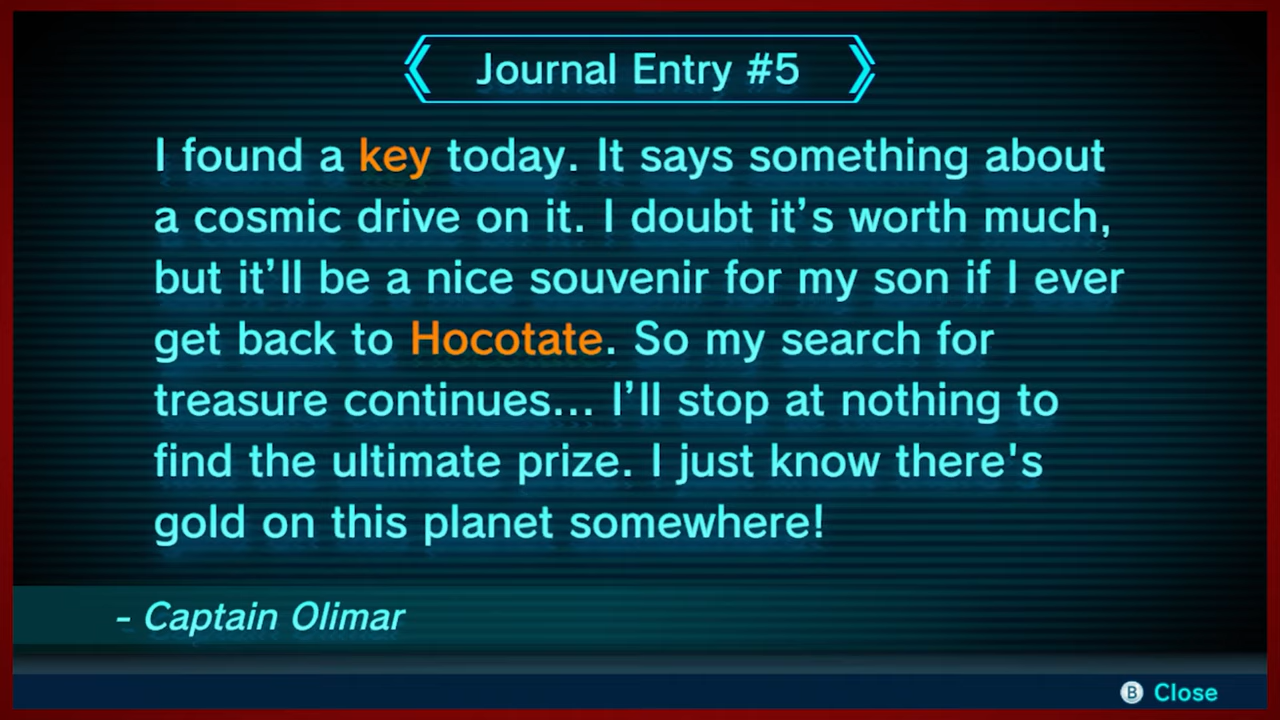 Journal Entry #5
I found a key today. It says something about
a cosmic drive on it. I doubt it’s worth much,
but it’ll be a nice souvenir for my son if I ever
get back to Hocotate. So my search for
treasure continues... I’ll stop at nothing to
find the ultimate prize. I just know there's
gold on this planet somewhere!
- Captain Olimar
B Close